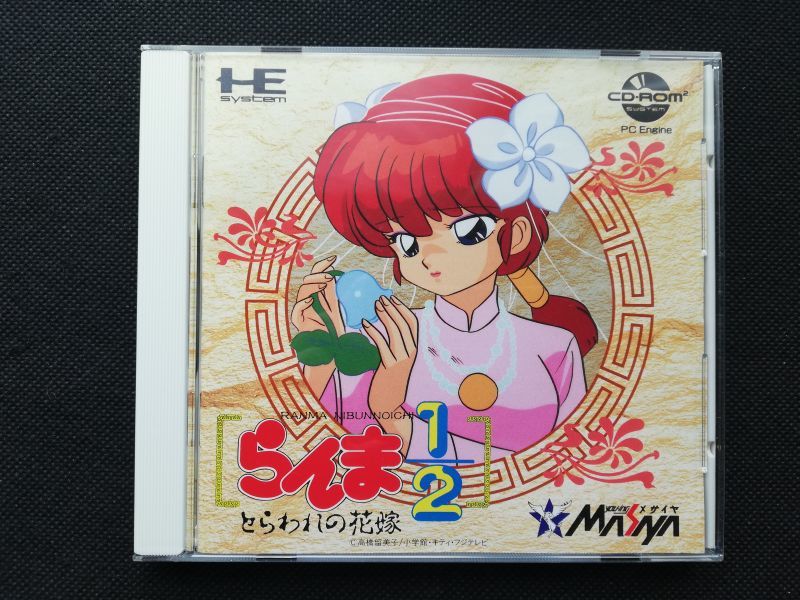 HE
system
CD-ROM²
SYSTEM
PC Engine
RANMA NIBUNNOICHI
らんま
1/2
とらわれの花嫁
メサイヤ
MASAYA
©高橋留美子/小学館・キティ・フジテレビ